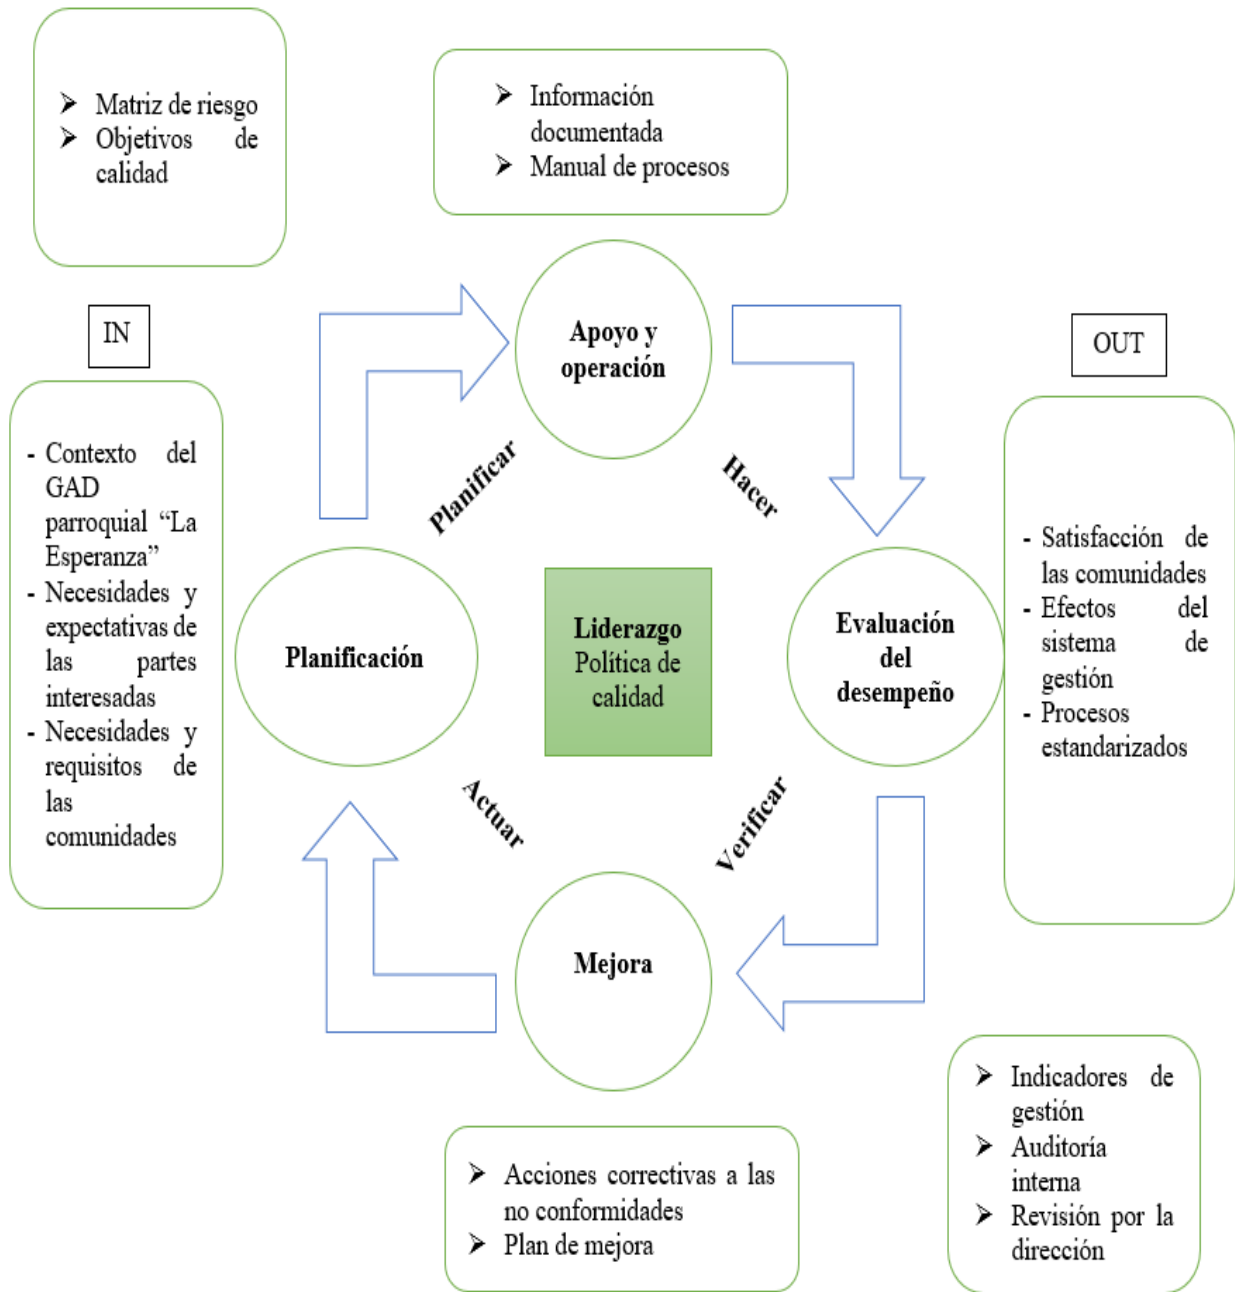 Matriz de riesgo
Objetivos de
calidad
Información
documentada
Manual de procesos
IN
OUT
Apoyo y
operación
Planificar
Hacer
- Contexto del
GAD
parroquial “La
Esperanza”
- Necesidades y
expectativas de
las partes
interesadas
- Necesidades y
requisitos de
las
comunidades
Planificación
Liderazgo
Política de
calidad
Evaluación
del
desempeño
- Satisfacción de
las comunidades
- Efectos del
sistema de
gestión
- Procesos
estandarizados
Actuar
Verificar
Mejora
Indicadores de
gestión
Auditoría
interna
Revisión por la
dirección
Acciones correctivas a las
no conformidades
Plan de mejora